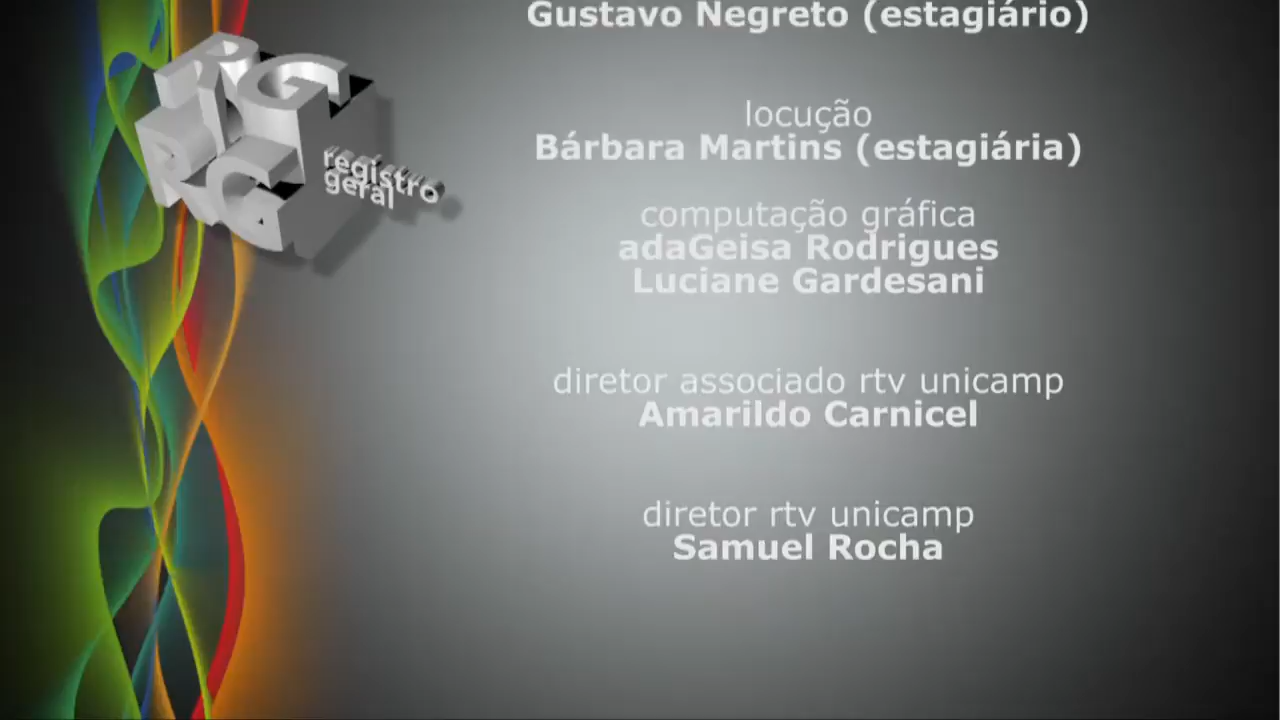 Gustavo Negreto (estagiário)
RG
registro
geral
RG
locução
Bárbara Martins (estagiária)
computação gráfica
adaGeisa Rodrigues
Luciane Gardesani
diretor associado rtv unicamp
Amarildo Carnicel
diretor rtv unicamp
Samuel Rocha